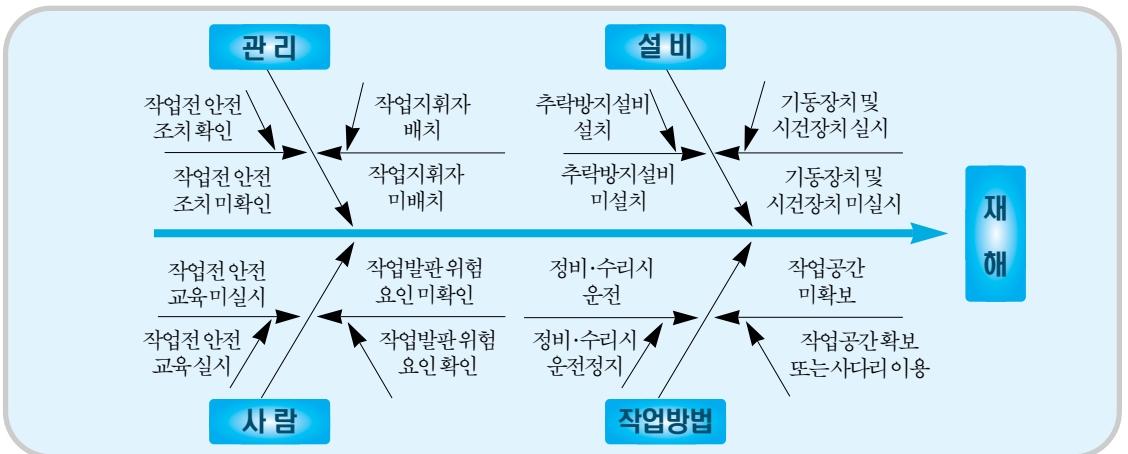 관 리
설 비
작업전 안전
조치 확인
작업지휘자
배치
추락방지설비
설치
기동장치 및
시건장치 실시
작업전 안전
조치 미확인
작업지휘자
미배치
추락방지설비
미설치
기동장치 및
시건장치 미실시
재
해
작업전 안전
교육 미실시
작업발판 위험
요인 미확인
정비·수리시
운전
작업공간
미확보
작업전 안전
교육 실시
작업발판 위험
요인 확인
정비·수리시
운전정지
작업공간 확보
또는 사다리 이용
사 람
작업방법